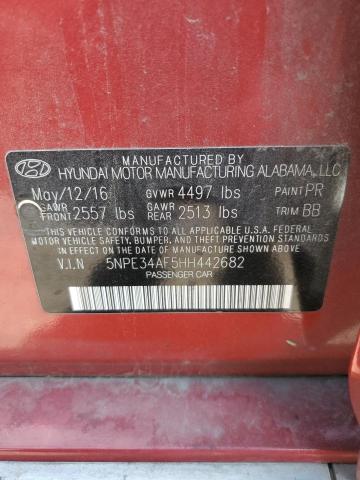 MANUFACTURED BY
HYUNDAI MOTOR MANUFACTURING ALABAMA, LLC
May/12/16 GVWR 4497 lbs PAINT PR
GAWR FRONT 2557 lbs GAWR REAR 2513 lbs TRIM BB
THIS VEHICLE CONFORMS TO ALL APPLICABLE U.S.A. FEDERAL
MOTOR VEHICLE SAFETY, BUMPER, AND THEFT PREVENTION
STANDARDS IN EFFECT ON THE DATE OF MANUFACTURE SHOWN ABOVE.
V.I.N 5NPE34AF5HH442682
PASSENGER CAR